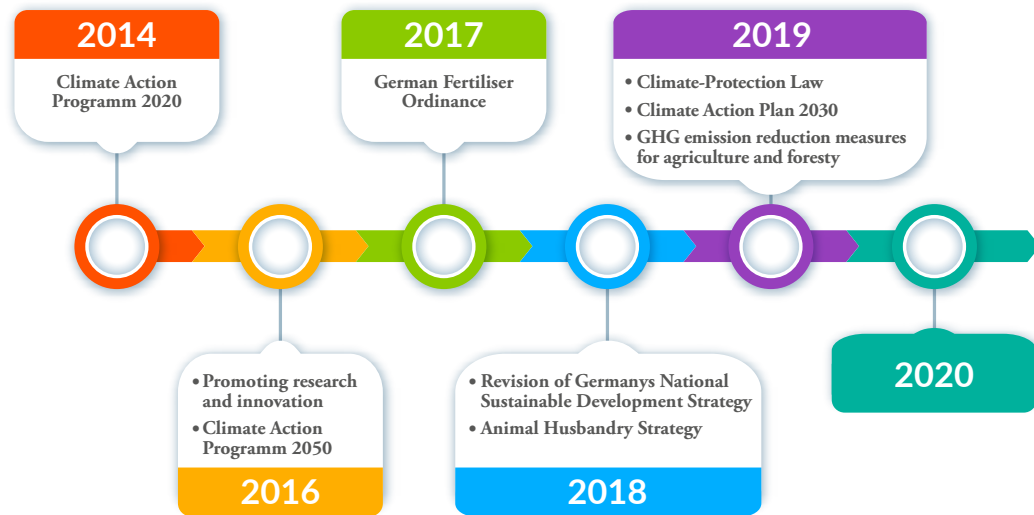 2014
Climate Action
Programm 2020
2017
German Fertiliser
Ordinance
2019
• Climate-Protection Law
• Climate Action Plan 2030
• GHG emission reduction measures
for agriculture and foresty
• Promoting research
and innovation
• Climate Action
Programm 2050
2016
• Revision of Germanys National
Sustainable Development Strategy
• Animal Husbandry Strategy
2018
2020